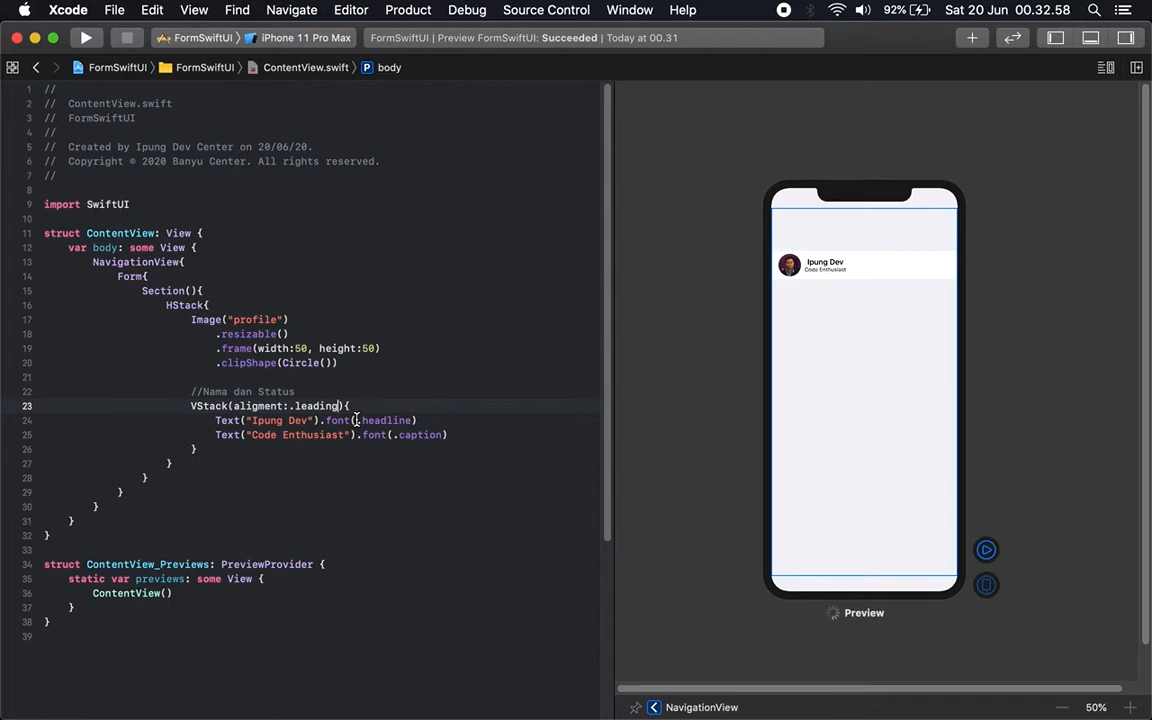 Xcode File Edit View Find Navigate Editor Product Debug Update Source Control Window Help 92% Sat 20 Jun 00.32.58
FormSwiftUI iPhone 11 Pro Max FormSwiftUI | Preview FormSwiftUI: Succeeded | Today at 00.31
FormSwiftUI FormSwiftUI ContentView.swift P body
1 //
2 // ContentView.swift
3 // FormSwiftUI
4 //
5 // Created by Ipung Dev Center on 20/06/20.
6 // Copyright © 2020 Banyu Center. All rights reserved.
7 //
8
9 import SwiftUI
10
11 struct ContentView: View {
12 var body: some View {
13 NavigationView{
14 Form{
15 Section(){
16 HStack{
17 Image("profile")
18 .resizable()
19 .frame(width:50, height:50)
20 .clipShape(Circle())
21
22 //Nama dan Status
23 VStack(aligment:.leading){
24 Text("Ipung Dev").font(.headline)
25 Text("Code Enthusiast").font(.caption)
26 }
27 }
28 }
29 }
30 }
31 }
32 }
33
34 struct ContentView_Previews: PreviewProvider {
35 static var previews: some View {
36 ContentView()
37 }
38 }
39
Ipung Dev
Code Enthusiast
Preview
NavigationView 50%